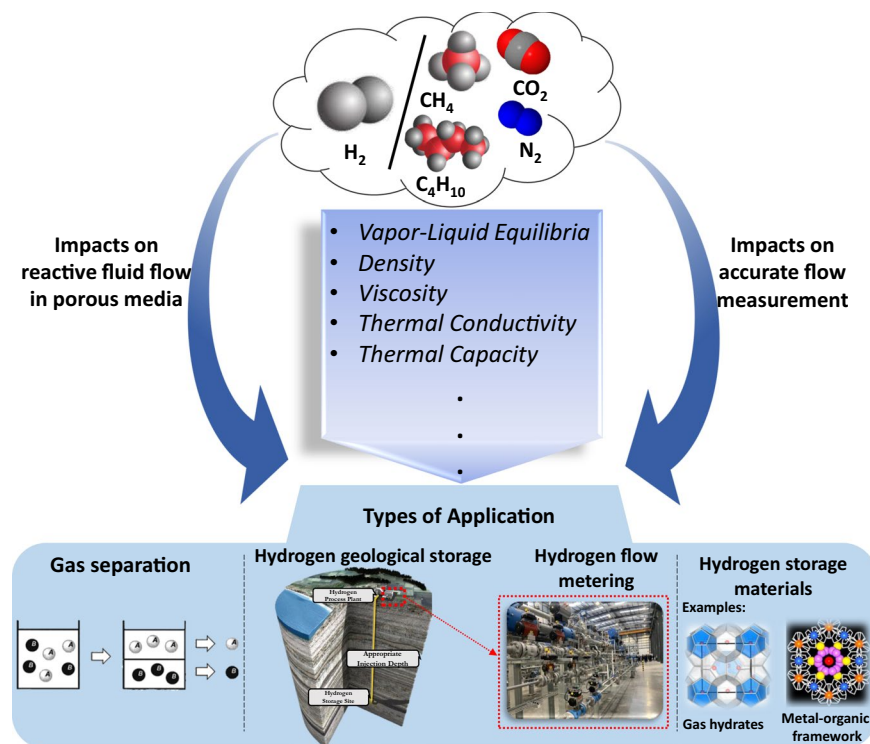 H2
CH4
CO2
C4H10
N2
Impacts on
reactive fluid flow
in porous media
• Vapor-Liquid Equilibria
• Density
• Viscosity
• Thermal Conductivity
• Thermal Capacity
.
.
.
Impacts on
accurate flow
measurement
Types of Application
Gas separation
A
A
B
B
A
B
A
A
A
B
B
B
A
B
Hydrogen geological storage
Hydrogen
Process Plant
Appropriate
Injection Depth
Hydrogen
Storage Site
Hydrogen flow
metering
Hydrogen storage
materials
Examples:
Gas hydrates
Metal-organic
framework